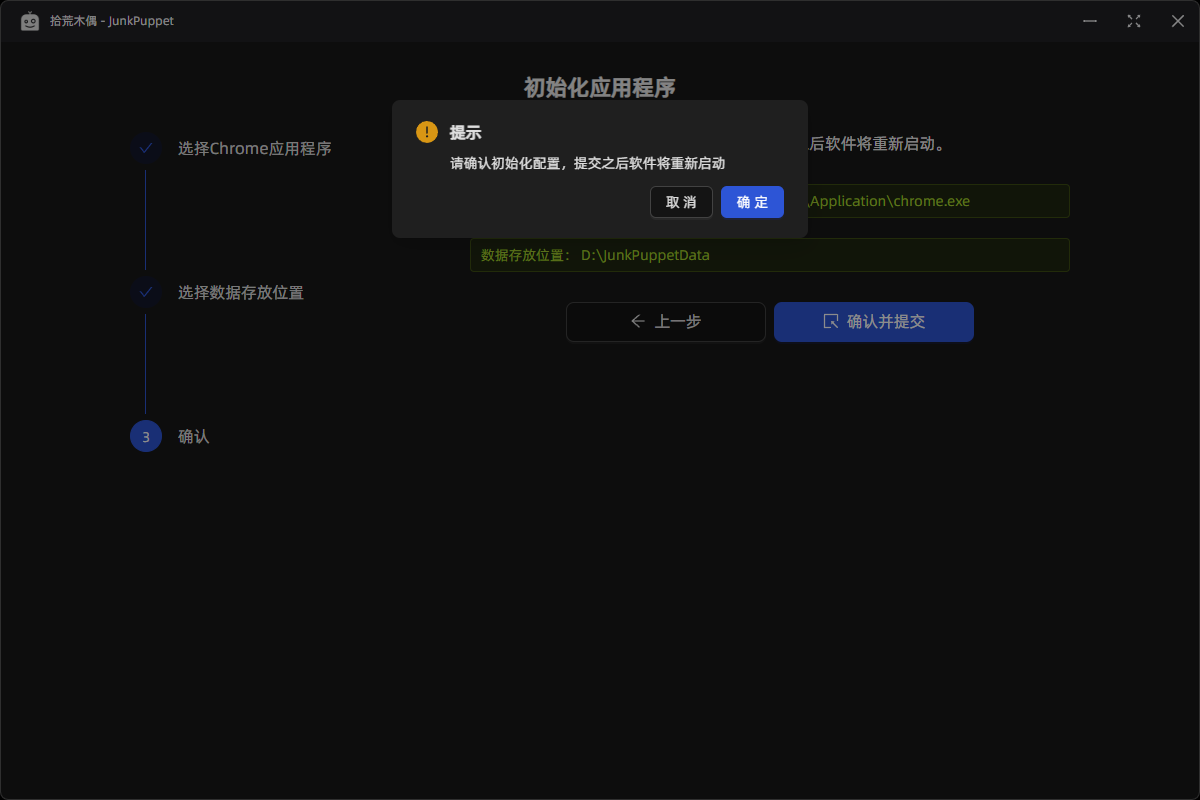 拾荒木偶 - JunkPuppet
初始化应用程序
提示
请确认初始化配置，提交之后软件将重新启动
取 消
确 定
选择Chrome应用程序
后软件将重新启动。
\Application\chrome.exe
数据存放位置： D:\JunkPuppetData
选择数据存放位置
上一步
确认并提交
3
确认